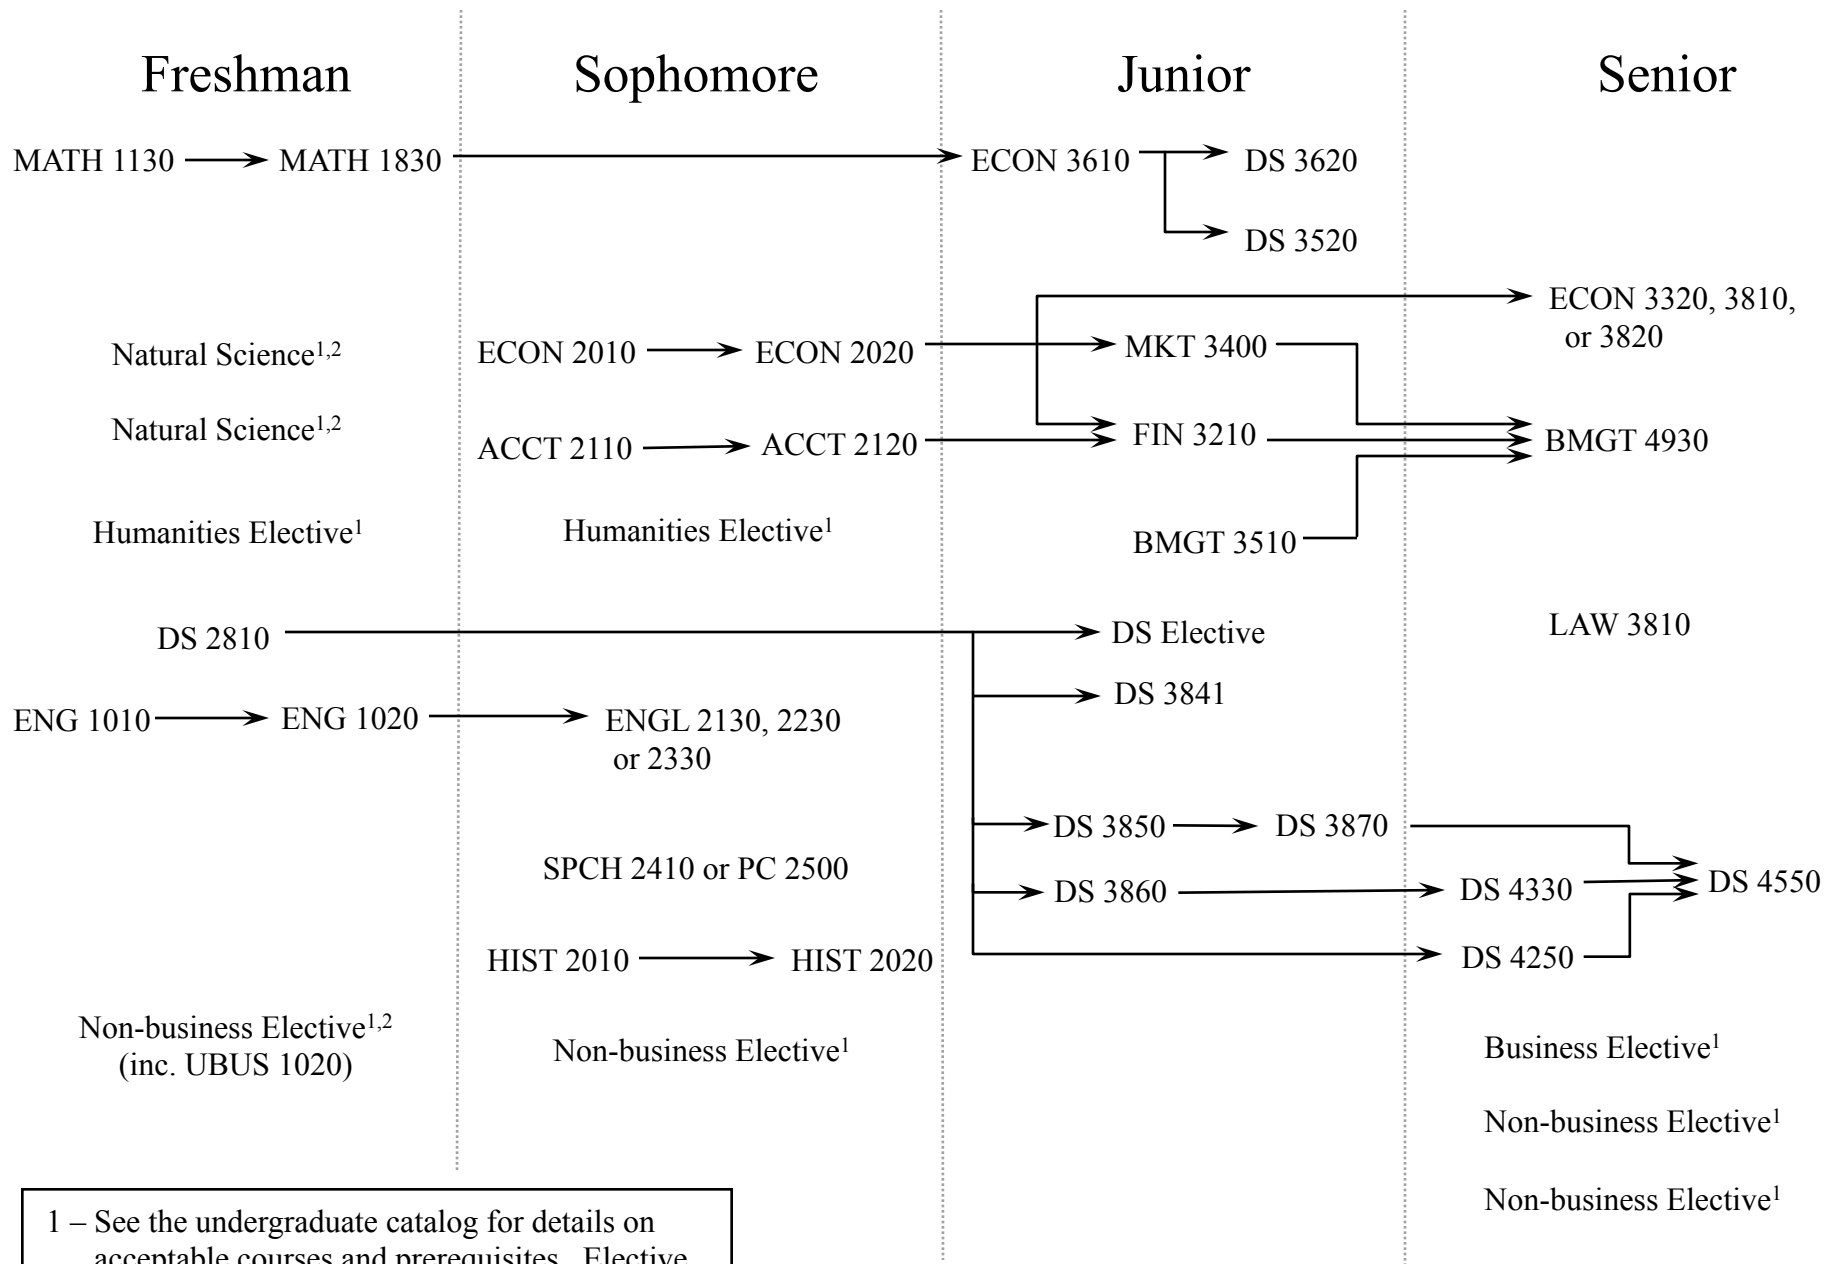 Freshman
Sophomore
Junior
Senior
MATH 1130
MATH 1830
ECON 3610
DS 3620
DS 3520
ECON 3320, 3810,
or 3820
Natural Science1,2
ECON 2010
ECON 2020
MKT 3400
Natural Science1,2
ACCT 2110
ACCT 2120
FIN 3210
BMGT 4930
Humanities Elective1
Humanities Elective1
BMGT 3510
DS 2810
DS Elective
LAW 3810
DS 3841
ENG 1010
ENG 1020
ENGL 2130, 2230
or 2330
DS 3850
DS 3870
SPCH 2410 or PC 2500
DS 3860
DS 4330
DS 4550
HIST 2010
HIST 2020
DS 4250
Non-business Elective1,2
(inc. UBUS 1020)
Non-business Elective1
Business Elective1
Non-business Elective1
Non-business Elective1
1 – See the undergraduate catalog for details on
acceptable courses and prerequisites. Elective